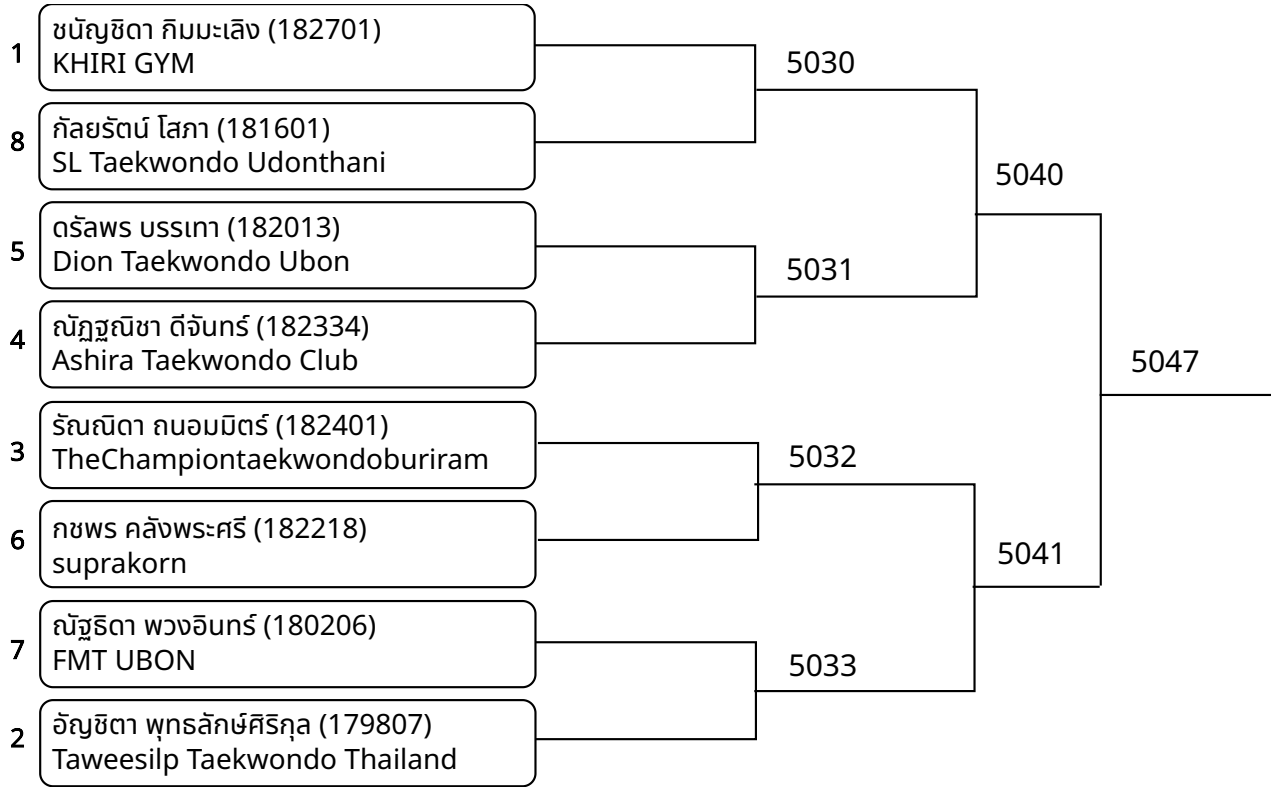 1
ชนัญชิดา กิมมะเลิง (182701)
KHIRI GYM
8
กัลยรัตน์ โสภา (181601)
SL Taekwondo Udonthani
5030
5
ดรัลพร บรรเทา (182013)
Dion Taekwondo Ubon
4
ณัฏฐณิชา ดีจันทร์ (182334)
Ashira Taekwondo Club
5031
5040
3
รัณณิดา ถนอมมิตร์ (182401)
TheChampiontaekwondoburiram
6
กชพร คลังพระศรี (182218)
suprakorn
5032
7
ณัฐธิดา พวงอินทร์ (180206)
FMT UBON
2
อัญชิตา พุทธลักษ์ศิริกุล (179807)
Taweesilp Taekwondo Thailand
5033
5041
5047